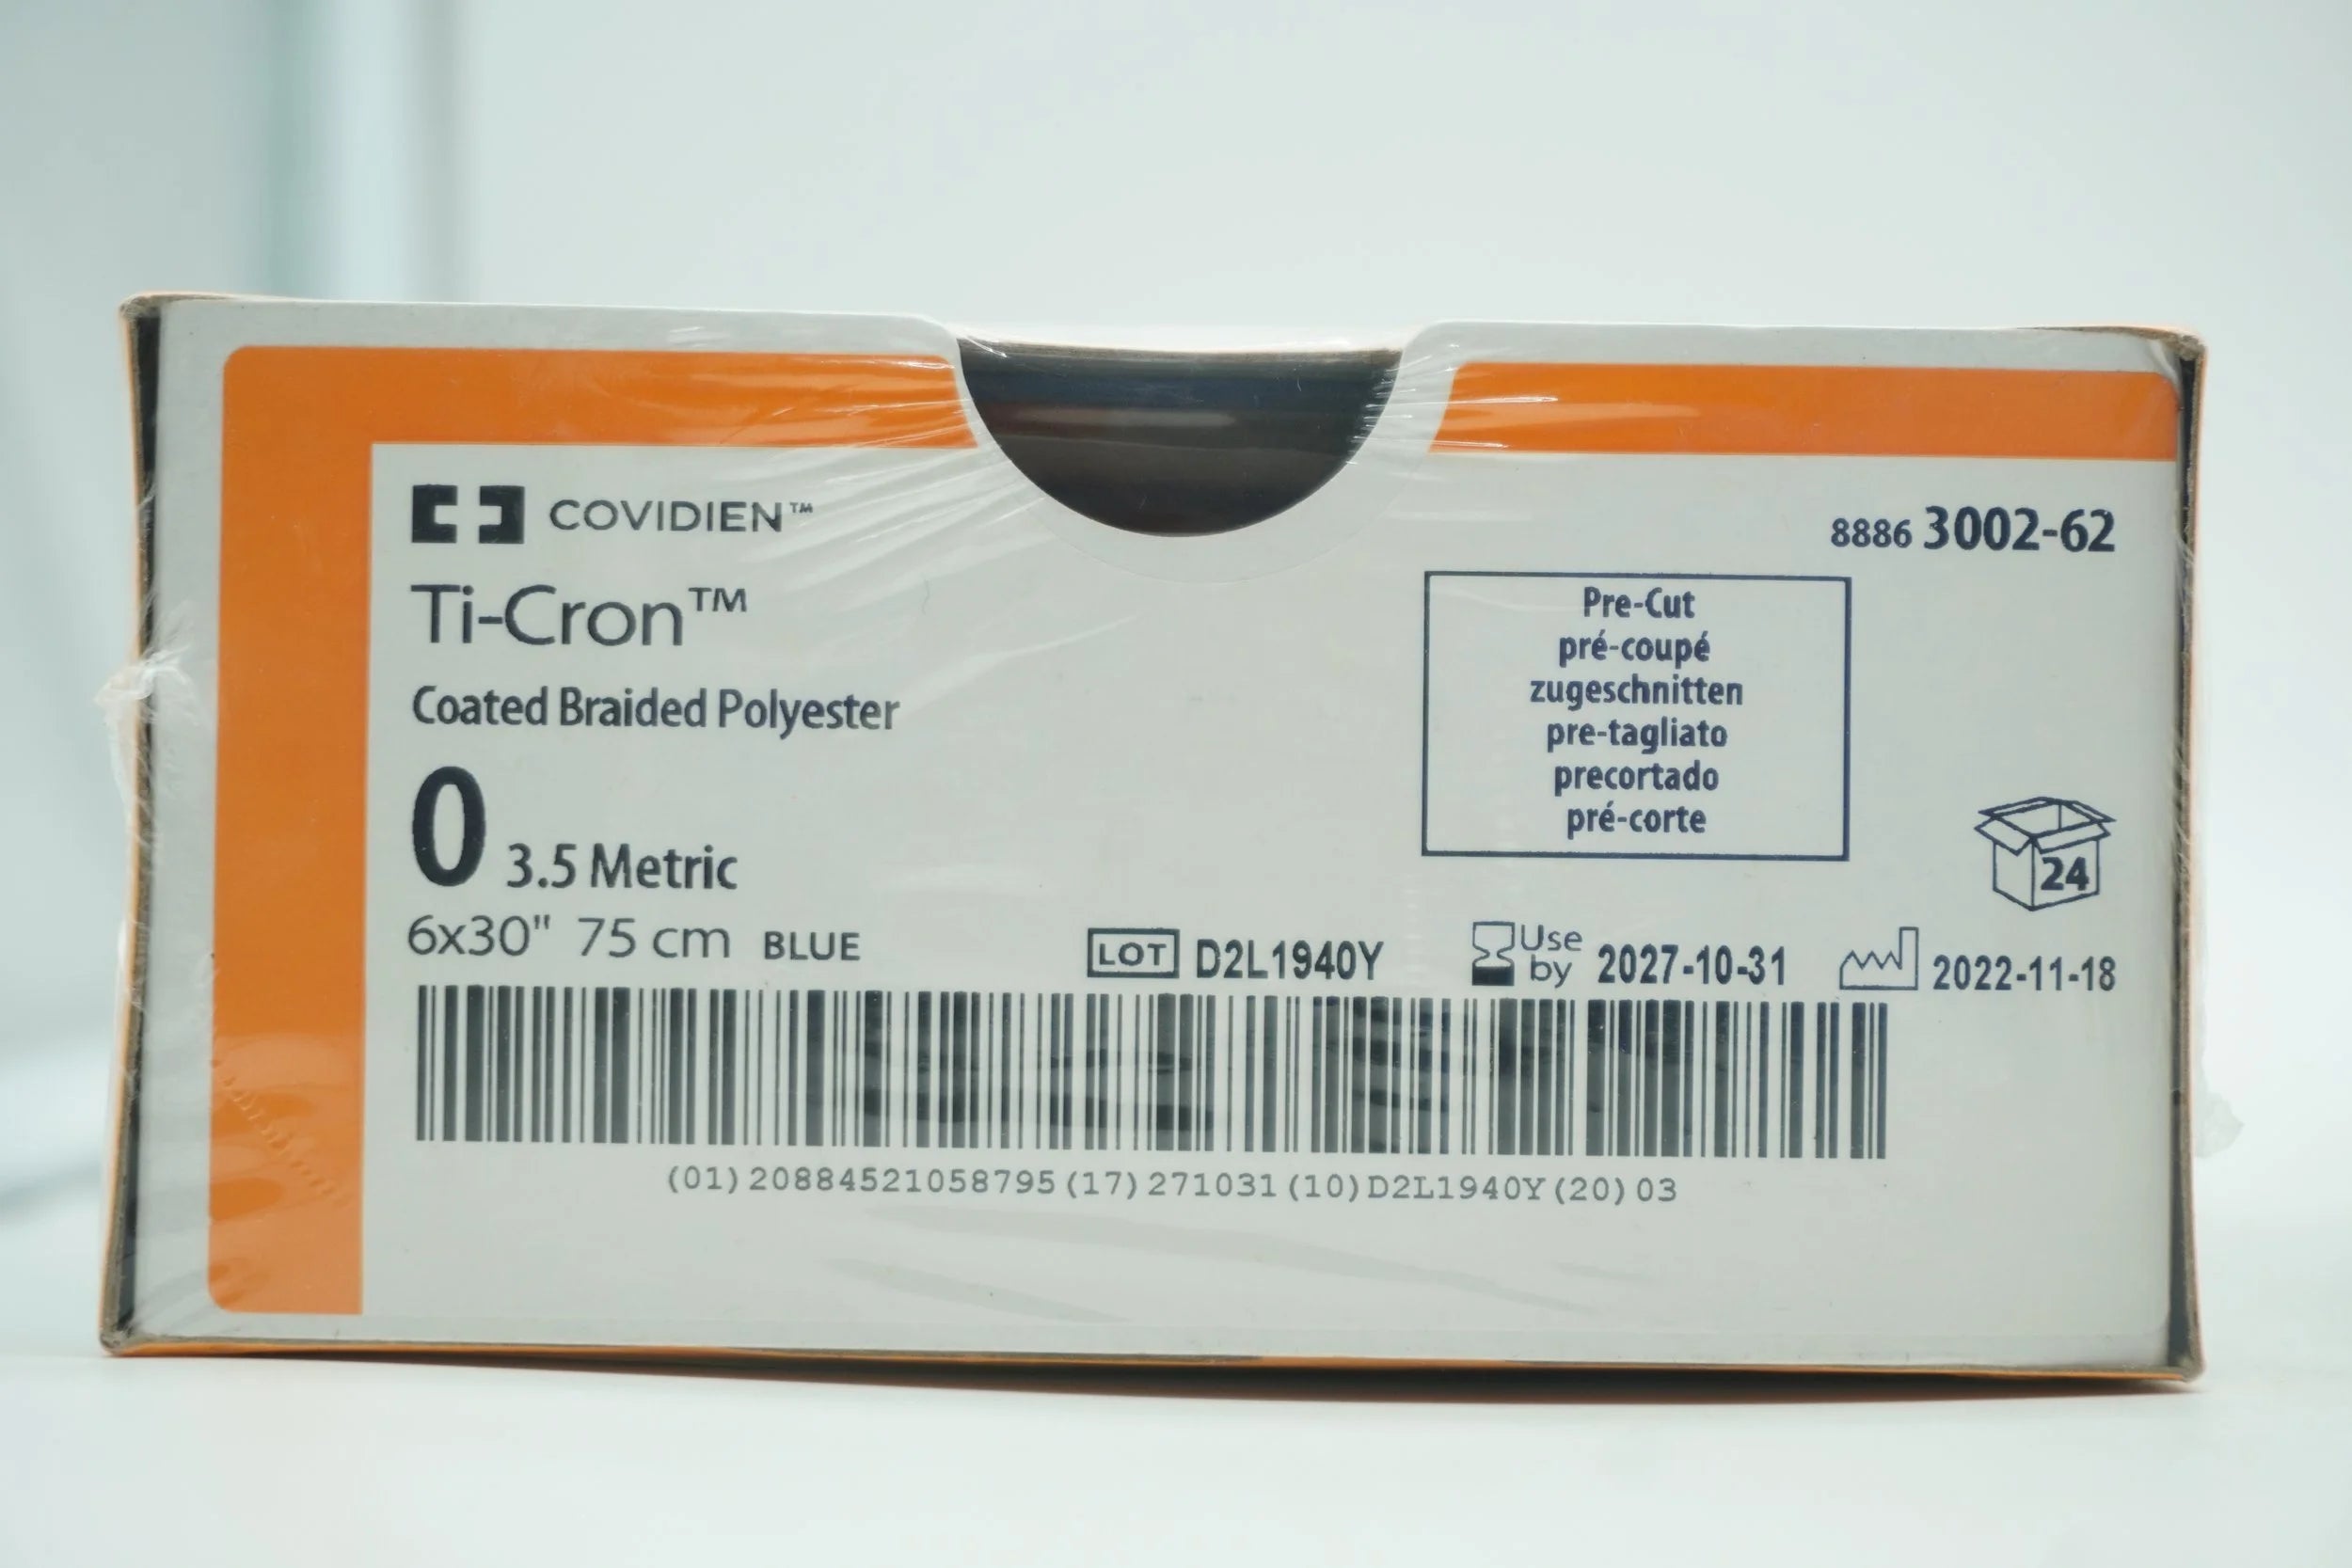 COVIDIEN™
8886 3002-62
Ti-Cron™
Coated Braided Polyester
0 3.5 Metric
6x30" 75 cm BLUE
Pre-Cut
pré-coupé
zugeschnitten
pre-tagliato
precortado
pré-corte
24
LOT D2L1940Y
Use
by 2027-10-31
2022-11-18
(01)20884521058795(17)271031(10)D2L1940Y(20)03